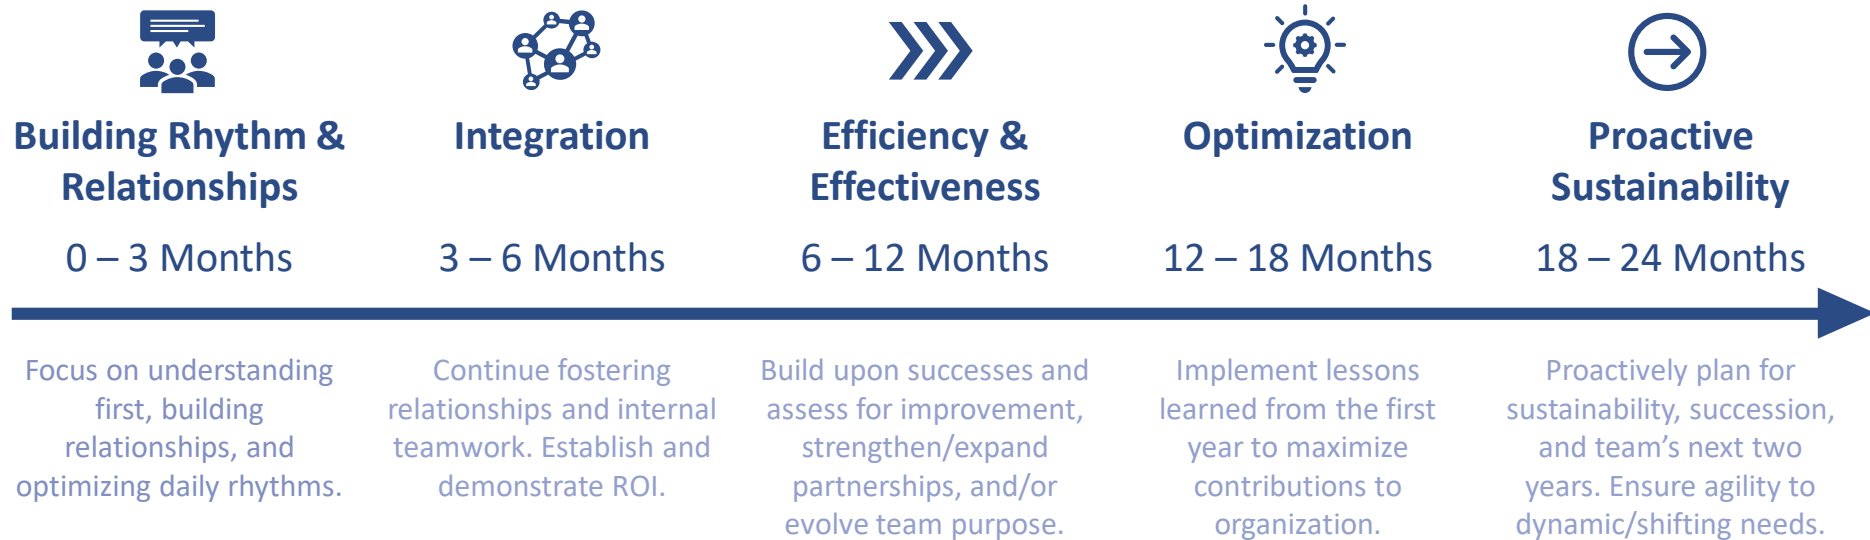 Building Rhythm &
Relationships
0 – 3 Months
Focus on understanding
first, building
relationships, and
optimizing daily rhythms.
Integration
3 – 6 Months
Continue fostering
relationships and internal
teamwork. Establish and
demonstrate ROI.
Efficiency &
Effectiveness
6 – 12 Months
Build upon successes and
assess for improvement,
strengthen/expand
partnerships, and/or
evolve team purpose.
Optimization
12 – 18 Months
Implement lessons
learned from the first
year to maximize
contributions to
organization.
Proactive
Sustainability
18 – 24 Months
Proactively plan for
sustainability, succession,
and team’s next two
years. Ensure agility to
dynamic/shifting needs.